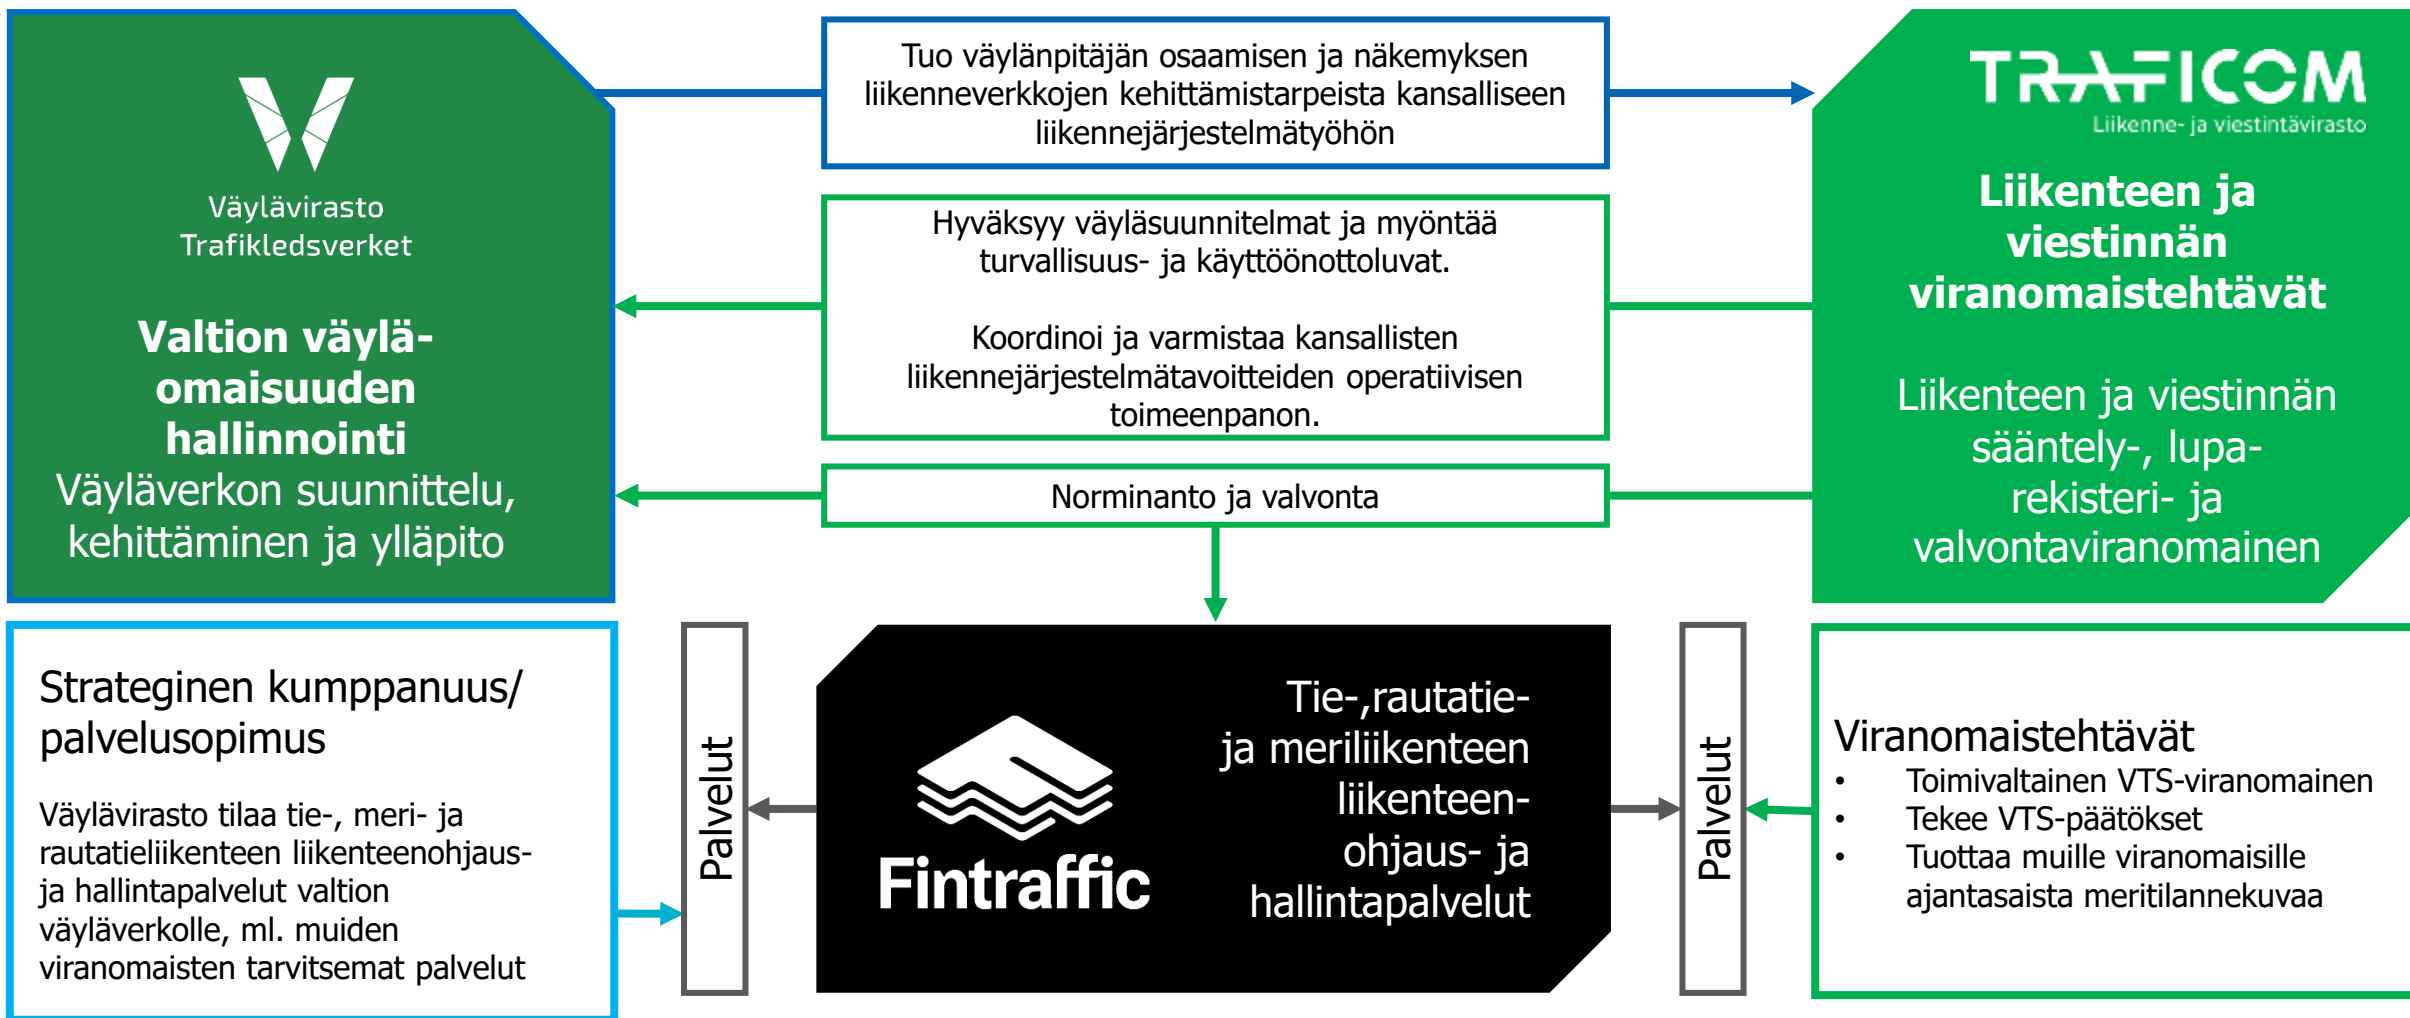 Väylävirasto
Trafikledsverket
Valtion väylä-
omaisuuden
hallinnointi
Väyläverkon suunnittelu,
kehittäminen ja ylläpito
Tuo väylänpitäjän osaamisen ja näkemyksen
liikenneverkkojen kehittämistarpeista kansalliseen
liikennejärjestelmätyöhön
Hyväksyy väyläsuunnitelmat ja myöntää
turvallisuus- ja käyttöönottoluvat.
Koordinoi ja varmistaa kansallisten
liikennejärjestelmätavoitteiden operatiivisen
toimeenpanon.
Norminanto ja valvonta
TRAFICOM
Liikenne- ja viestintävirasto
Liikenteen ja
viestinnän
viranomaistehtävät
Liikenteen ja viestinnän
sääntely-, lupa-
rekisteri- ja
valvontaviranomainen
Strateginen kumppanuus/
palvelusopimus
Väylävirasto tilaa tie-, meri- ja
rautatieliikenteen liikenteenohjaus-
ja hallintapalvelut valtion
väyläverkolle, ml. muiden
viranomaisten tarvitsemat palvelut
Palvelut
Fintraffic
Tie-,rautatie-
ja meriliikenteen
liikenteen-
ohjaus- ja
hallintapalvelut
Palvelut
Viranomaistehtävät
• Toimivaltainen VTS-viranomainen
• Tekee VTS-päätökset
• Tuottaa muille viranomaisille
ajantasaista meritilannekuvaa